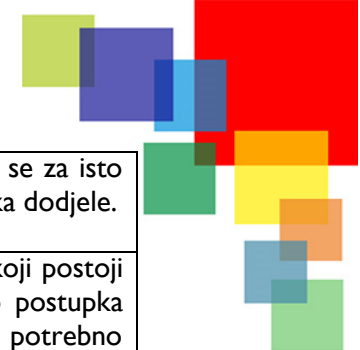 se za isto
ka dodjele.
koji postoji
postupka
potrebno